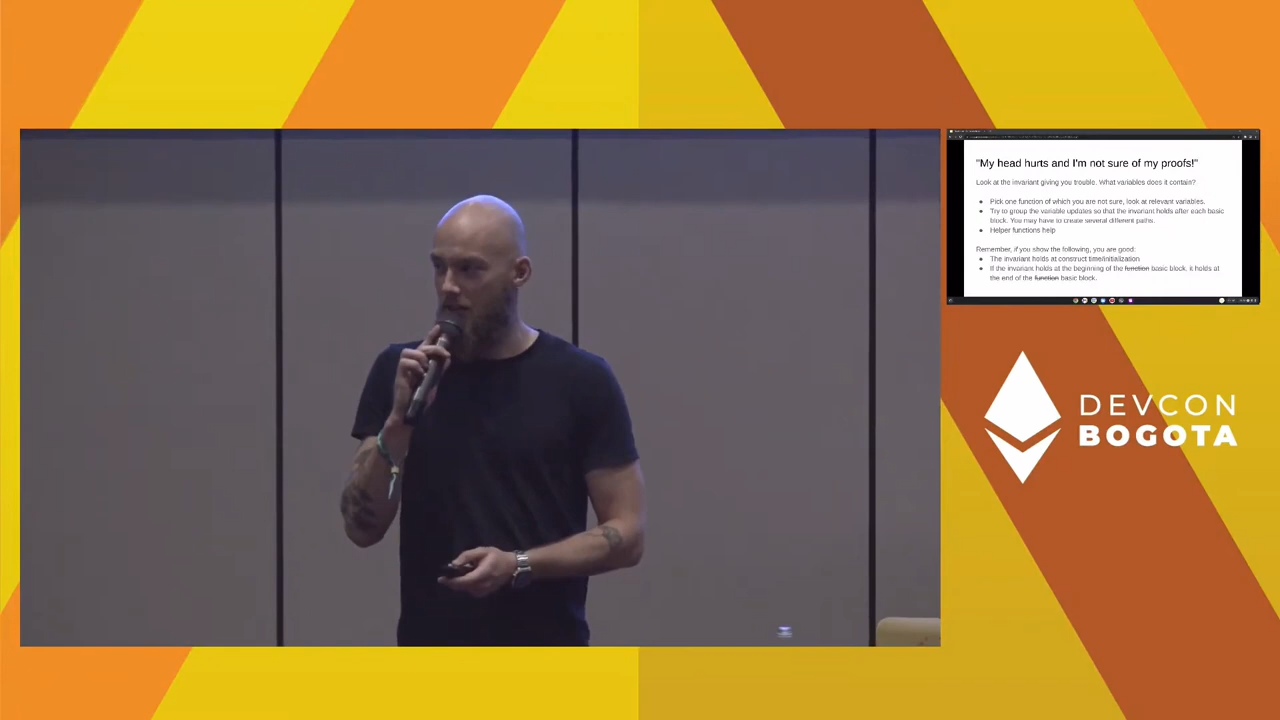 "My head hurts and I'm not sure of my proofs!"
Look at the invariant giving you trouble. What variables does it contain?
● Pick one function of which you are not sure, look at relevant variables.
● Try to group the variable updates so that the invariant holds after each basic
block. You may have to create several different paths.
● Helper functions help
Remember, if you show the following, you are good:
● The invariant holds at construct time/initialization
● If the invariant holds at the beginning of the function basic block, it holds at
the end of the function basic block.
DEVCON
BOGOTA